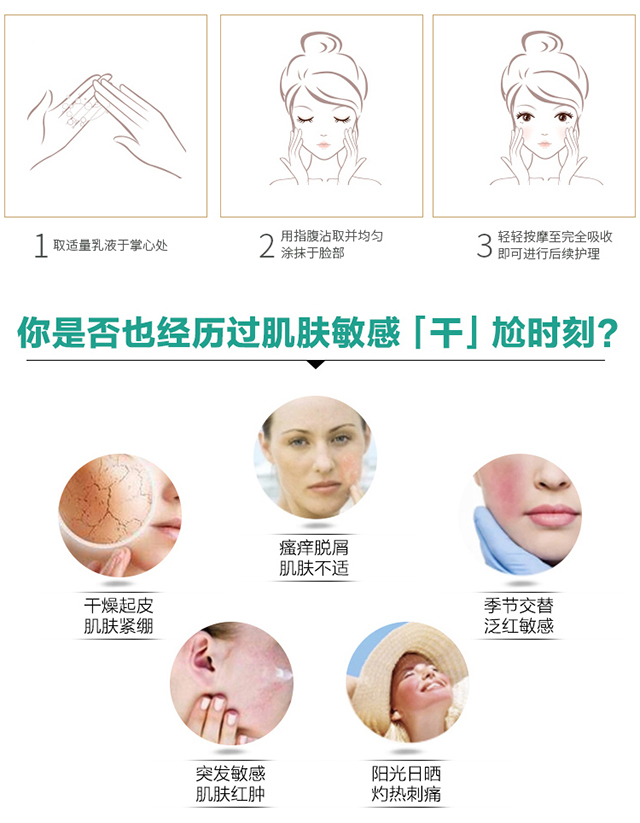 1 取适量乳液于掌心处
2 用指腹沾取并均匀
涂抹于脸部
3 轻轻按摩至完全吸收
即可进行后续护理
你是否也经历过肌肤敏感「干」尬时刻?
瘙痒脱屑
肌肤不适
干燥起皮
肌肤紧绷
季节交替
泛红敏感
突发敏感
肌肤红肿
阳光日晒
灼热刺痛